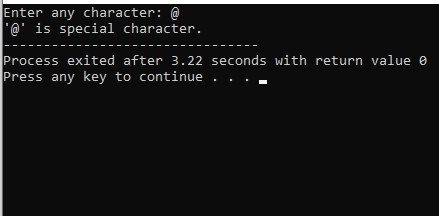 Enter any character: @
'@' is special character.
--------------------------------
Process exited after 3.22 seconds with return value 0
Press any key to continue . . .